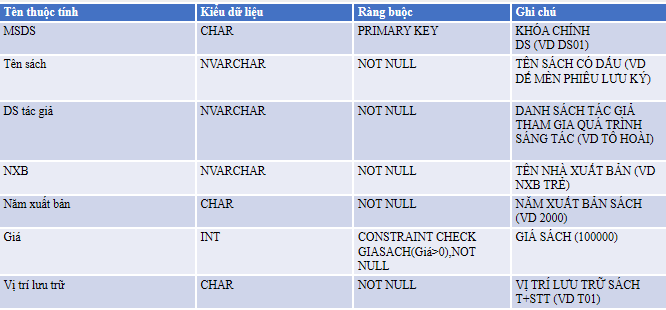 Tên thuộc tính Kiểu dữ liệu Ràng buộc Ghi chú
MSDS CHAR PRIMARY KEY KHÓA CHÍNH
DS (VD DS01)
Tên sách NVARCHAR NOT NULL TÊN SÁCH CÓ DẤU (VD
DẾ MÈN PHIÊU LƯU KÝ)
DS tác giả NVARCHAR NOT NULL DANH SÁCH TÁC GIẢ
THAM GIA QUÁ TRÌNH
SÁNG TÁC (VD TÔ HOÀI)
NXB NVARCHAR NOT NULL TÊN NHÀ XUẤT BẢN (VD
NXB TRẺ)
Năm xuất bản CHAR NOT NULL NĂM XUẤT BẢN SÁCH
(VD 2000)
Giá INT CONSTRAINT CHECK GIÁ SÁCH (100000)
GIASACH(Giá>0),NOT
NULL
Vị trí lưu trữ CHAR NOT NULL VỊ TRÍ LƯU TRỮ SÁCH
T+STT (VD T01)